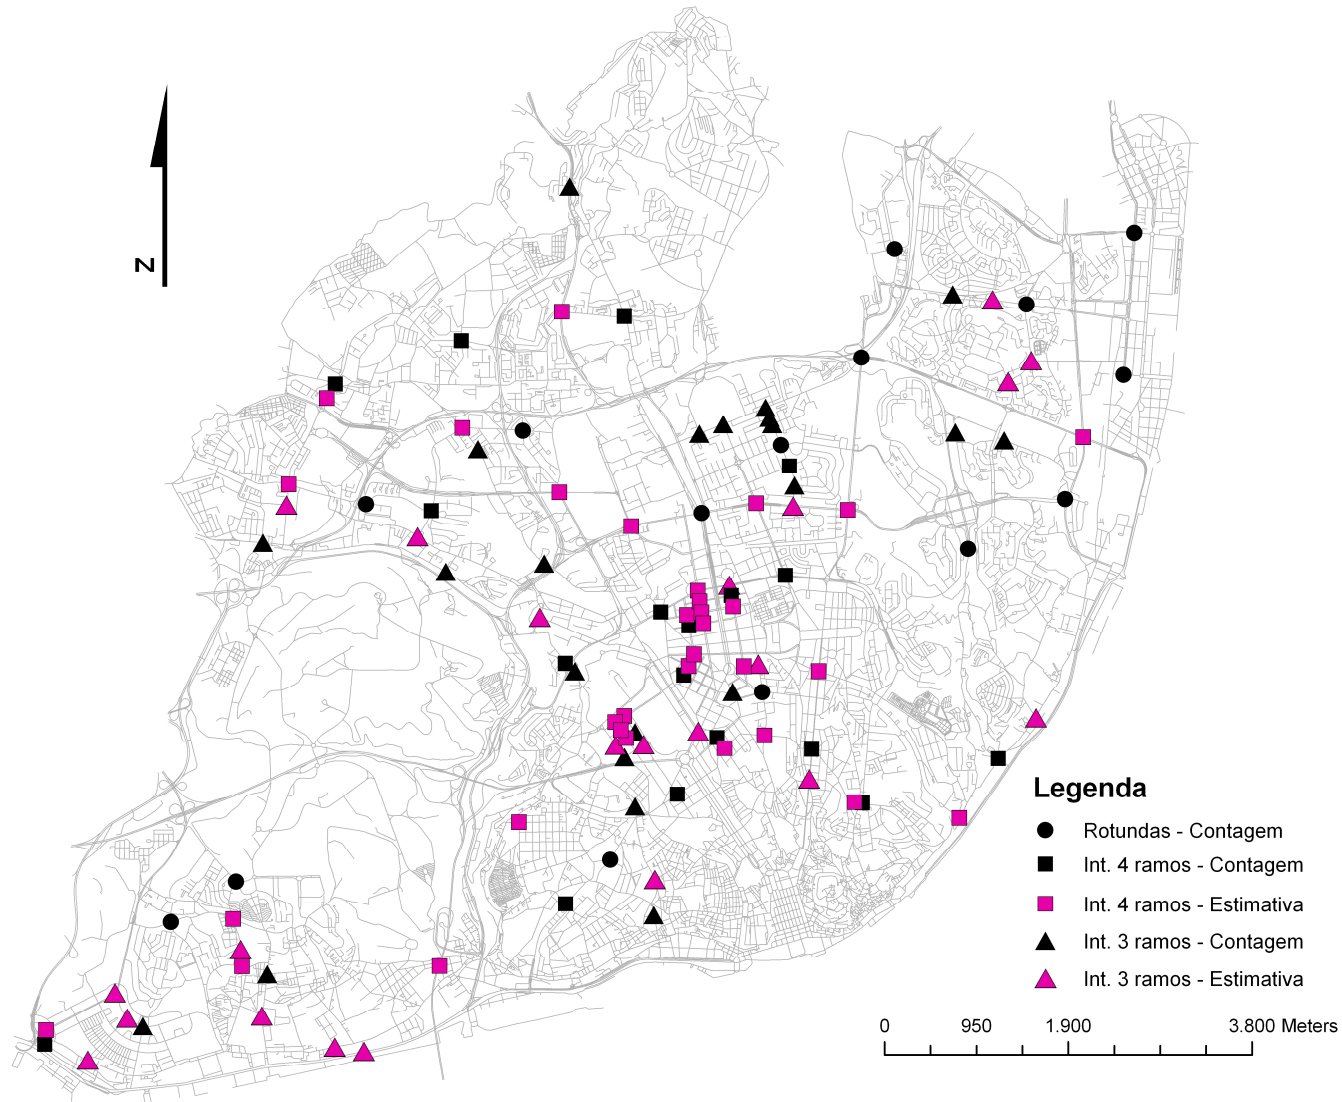 N
Legenda
Rotundas - Contagem
Int. 4 ramos - Contagem
Int. 4 ramos - Estimativa
Int. 3 ramos - Contagem
Int. 3 ramos - Estimativa
0 950 1.900 3.800 Meters